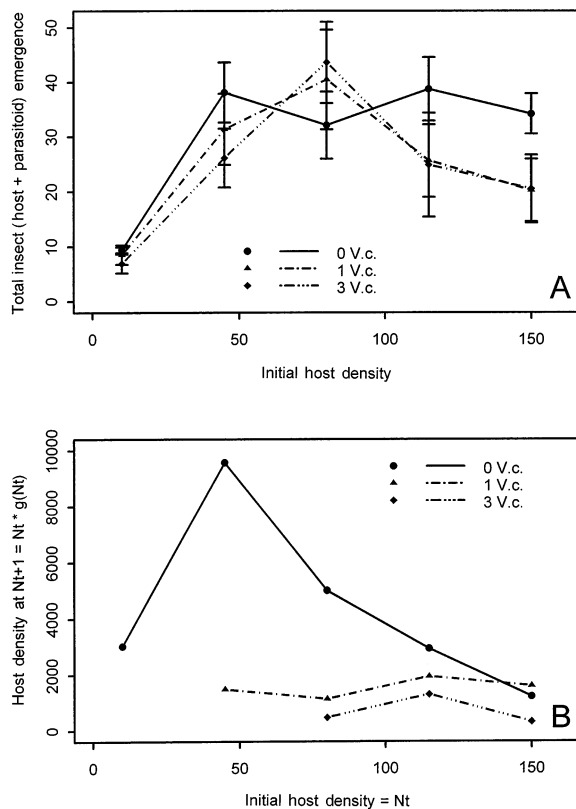 Total insect (host + parasitoid) emergence
50
40
30
20
10
0
0 V.c.
1 V.c.
3 V.c.
A
0
50
100
150
Initial host density
Host density at Nt+1 = Nt * g(Nt)
10000
8000
6000
4000
2000
0
0 V.c.
1 V.c.
3 V.c.
B
0
50
100
150
Initial host density = Nt